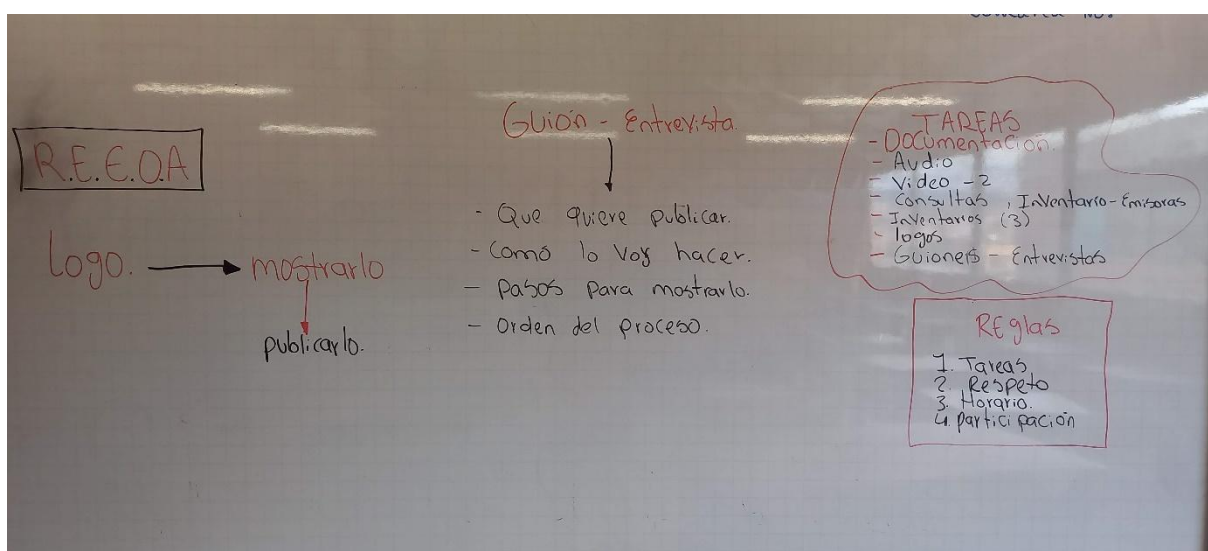 R.E.E.O.A
Logo.
mostrarlo
publicarlo.
Guión - Entrevista.
- Que quiere publicar.
- Como lo voy hacer.
- Pasos para mostrarlo.
- Orden del proceso.
TAREAS
- Documentación.
- Audio
- Video - 2
- Consultas, Inventario - Emisoras
- Inventarios (3)
- logos
- Guiones - Entrevistas
REglas
1. Tareas
2. Respeto
3. Horario.
4. participación